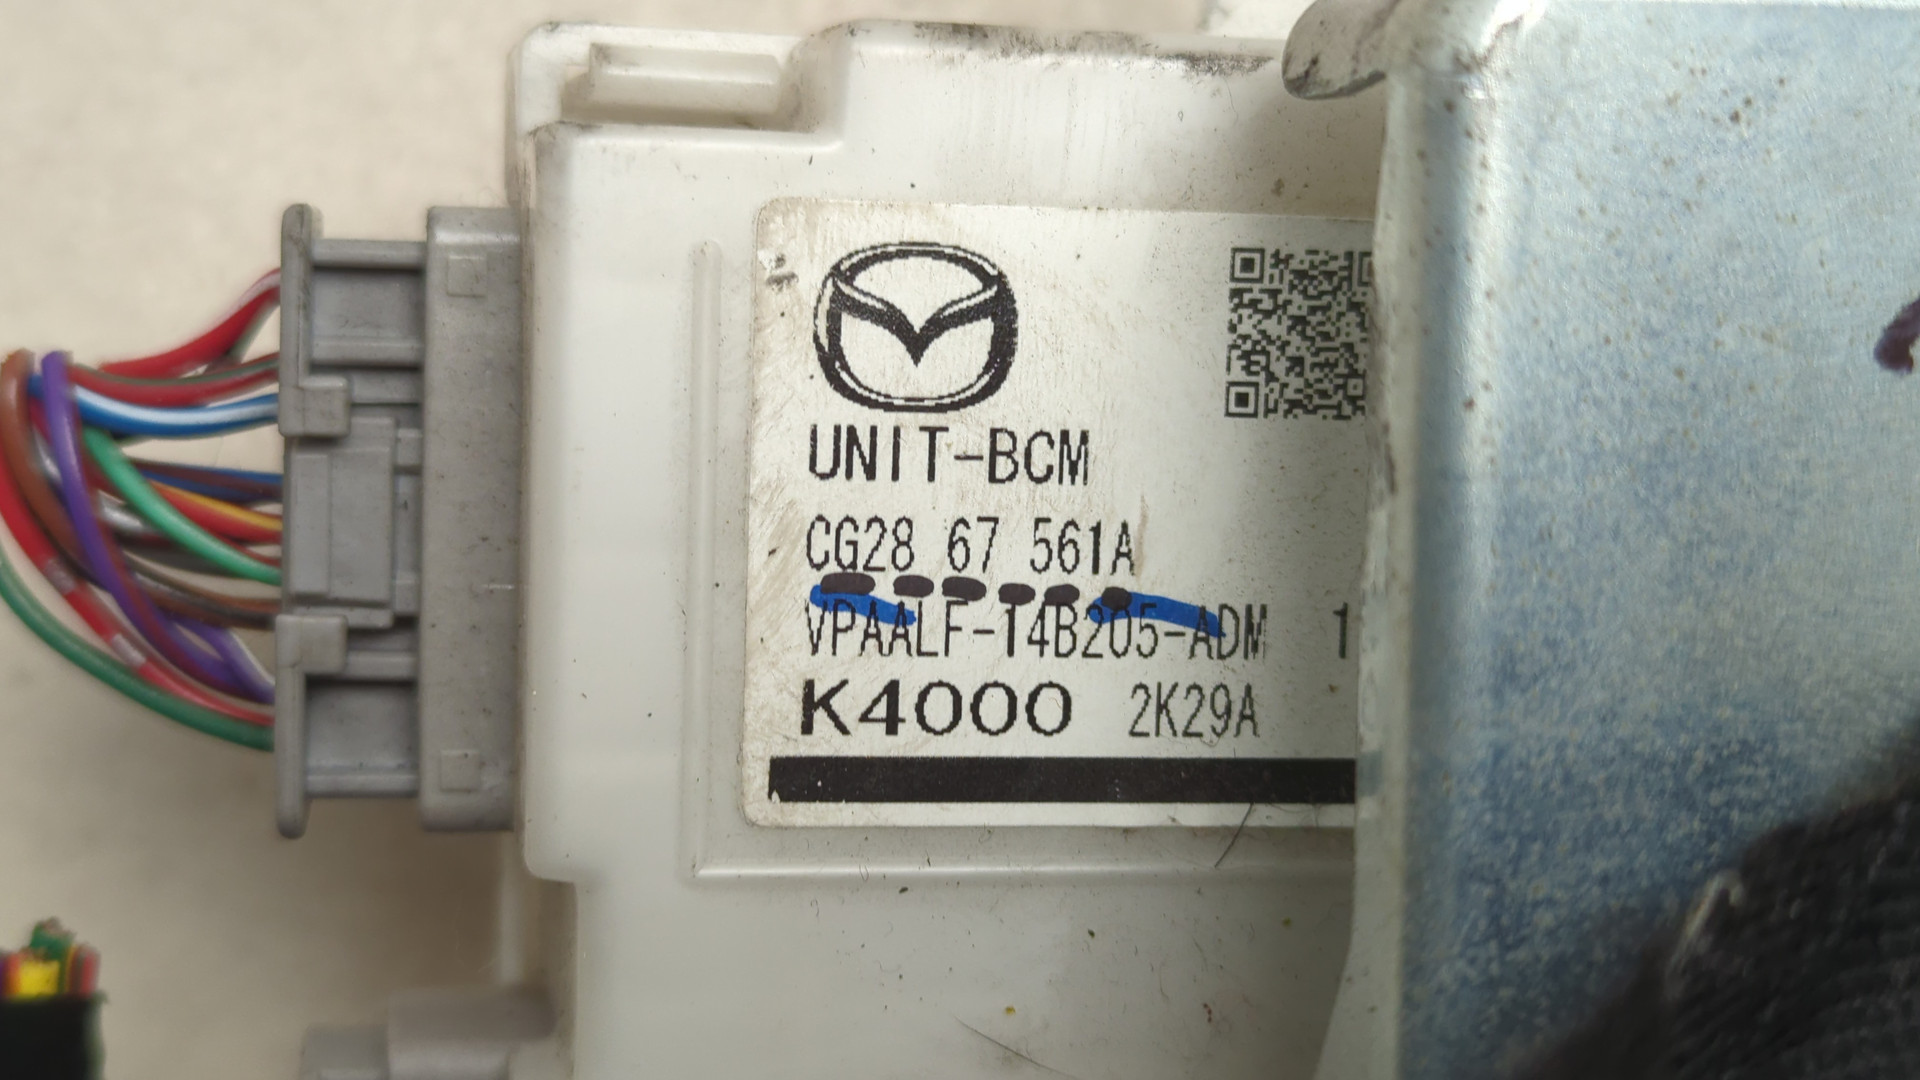 UNIT-BCM
CG28 67 561A
VPAALF-14B205-ADM 1
K4000 2K29A